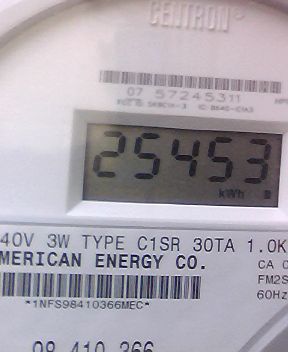 CENTRON®
07 57245311
25453
kWh
40V 3W TYPE C1SR 30TA 1.0K
MERICAN ENERGY CO.
CA
FM2S
60Hz
*1NFS98410366MEC*
98 410 366